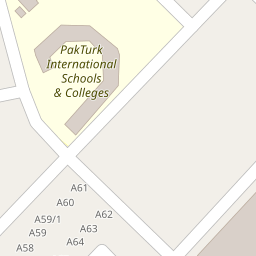 PakTurk
International
Schools
& Colleges
A61
A60
A62
A59/1
A63
A59
A64
A58